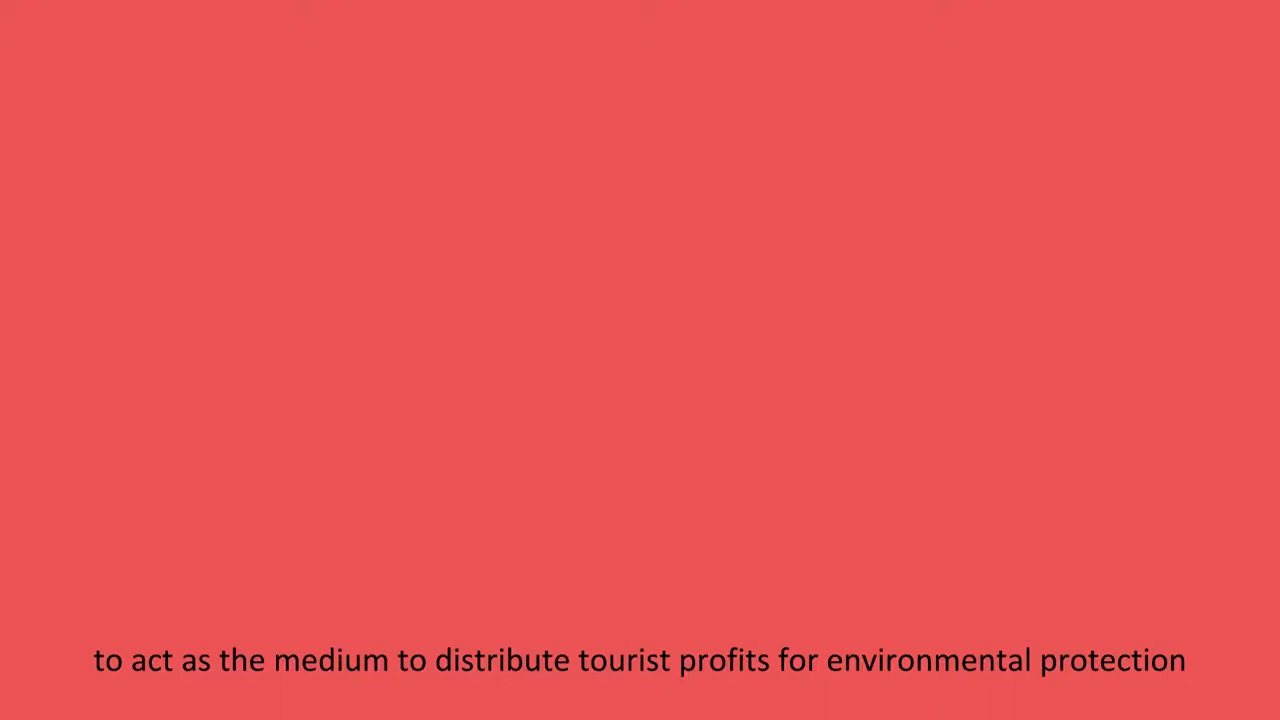 to act as the medium to distribute tourist profits for environmental protection